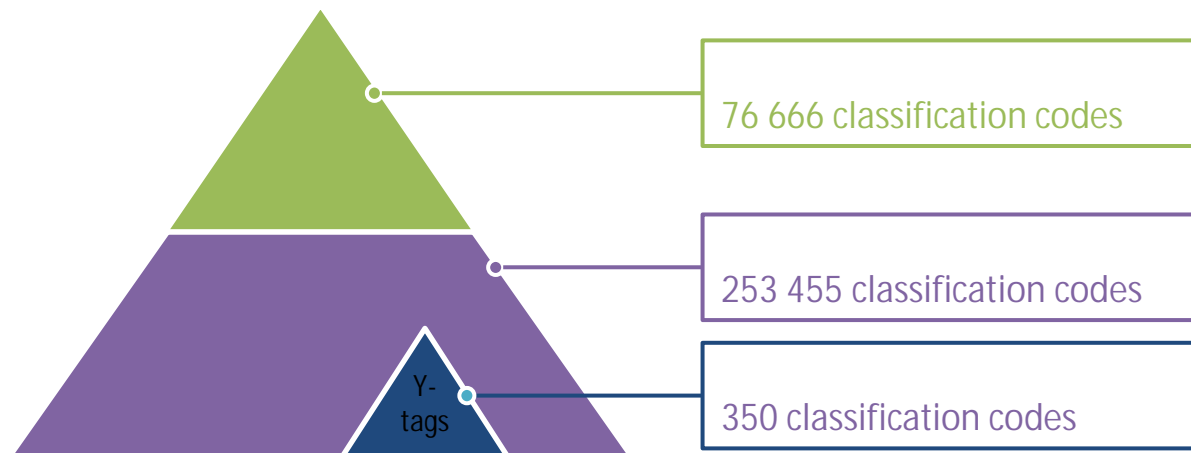 76 666 classification codes
253 455 classification codes
Y-
tags
350 classification codes